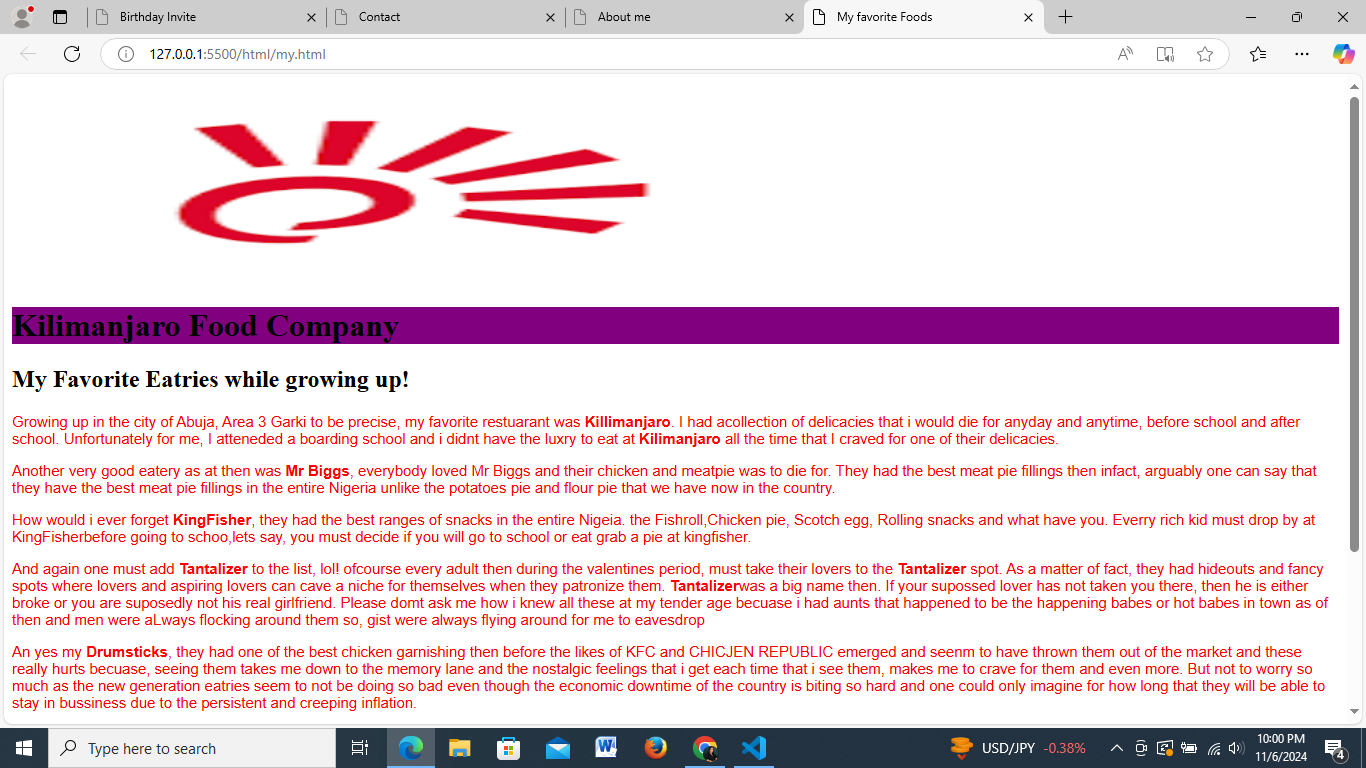 Birthday Invite
Contact
About me
My favorite Foods
127.0.0.1:5500/html/my.html
Kilimanjaro Food Company
My Favorite Eatries while growing up!
Growing up in the city of Abuja, Area 3 Garki to be precise, my favorite restuarant was Killimanjaro. I had acollection of delicacies that i would die for anyday and anytime, before school and after
school. Unfortunately for me, I atteneded a boarding school and i didnt have the luxry to eat at Kilimanjaro all the time that I craved for one of their delicacies.
Another very good eatery as at then was Mr Biggs, everybody loved Mr Biggs and their chicken and meatpie was to die for. They had the best meat pie fillings then infact, arguably one can say that
they have the best meat pie fillings in the entire Nigeria unlike the potatoes pie and flour pie that we have now in the country.
How would i ever forget KingFisher, they had the best ranges of snacks in the entire Nigeia. the Fishroll,Chicken pie, Scotch egg, Rolling snacks and what have you. Everry rich kid must drop by at
KingFisherbefore going to schoo,lets say, you must decide if you will go to school or eat grab a pie at kingfisher.
And again one must add Tantalizer to the list, lol! ofcourse every adult then during the valentines period, must take their lovers to the Tantalizer spot. As a matter of fact, they had hideouts and fancy
spots where lovers and aspiring lovers can cave a niche for themselves when they patronize them. Tantalizerwas a big name then. If your supossed lover has not taken you there, then he is either
broke or you are suposedly not his real girlfriend. Please domt ask me how i knew all these at my tender age becuase i had aunts that happened to be the happening babes or hot babes in town as of
then and men were aLways flocking around them so, gist were always flying around for me to eavesdrop
An yes my Drumsticks, they had one of the best chicken garnishing then before the likes of KFC and CHICJEN REPUBLIC emerged and seenm to have thrown them out of the market and these
really hurts becuase, seeing them takes me down to the memory lane and the nostalgic feelings that i get each time that i see them, makes me to crave for them and even more. But not to worry so
much as the new generation eatries seem to not be doing so bad even though the economic downtime of the country is biting so hard and one could only imagine for how long that they will be able to
stay in bussiness due to the persistent and creeping inflation.
Type here to search
USD/JPY -0.38%
10:00 PM
11/6/2024
4